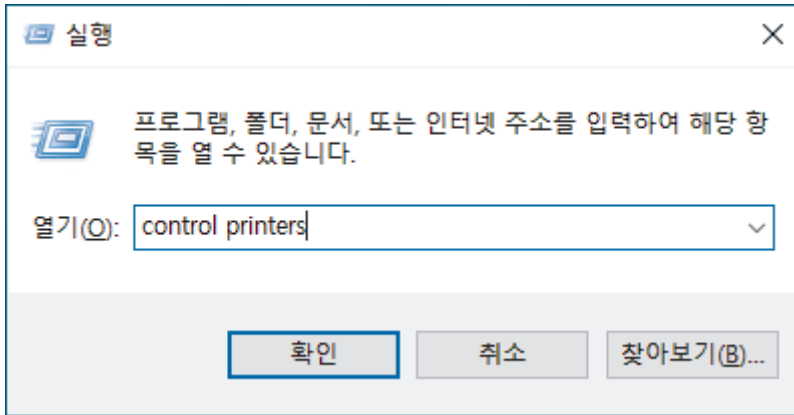 실행
프로그램, 폴더, 문서, 또는 인터넷 주소를 입력하여 해당 항
목을 열 수 있습니다.
열기(O): control printers
확인 취소 찾아보기(B)...